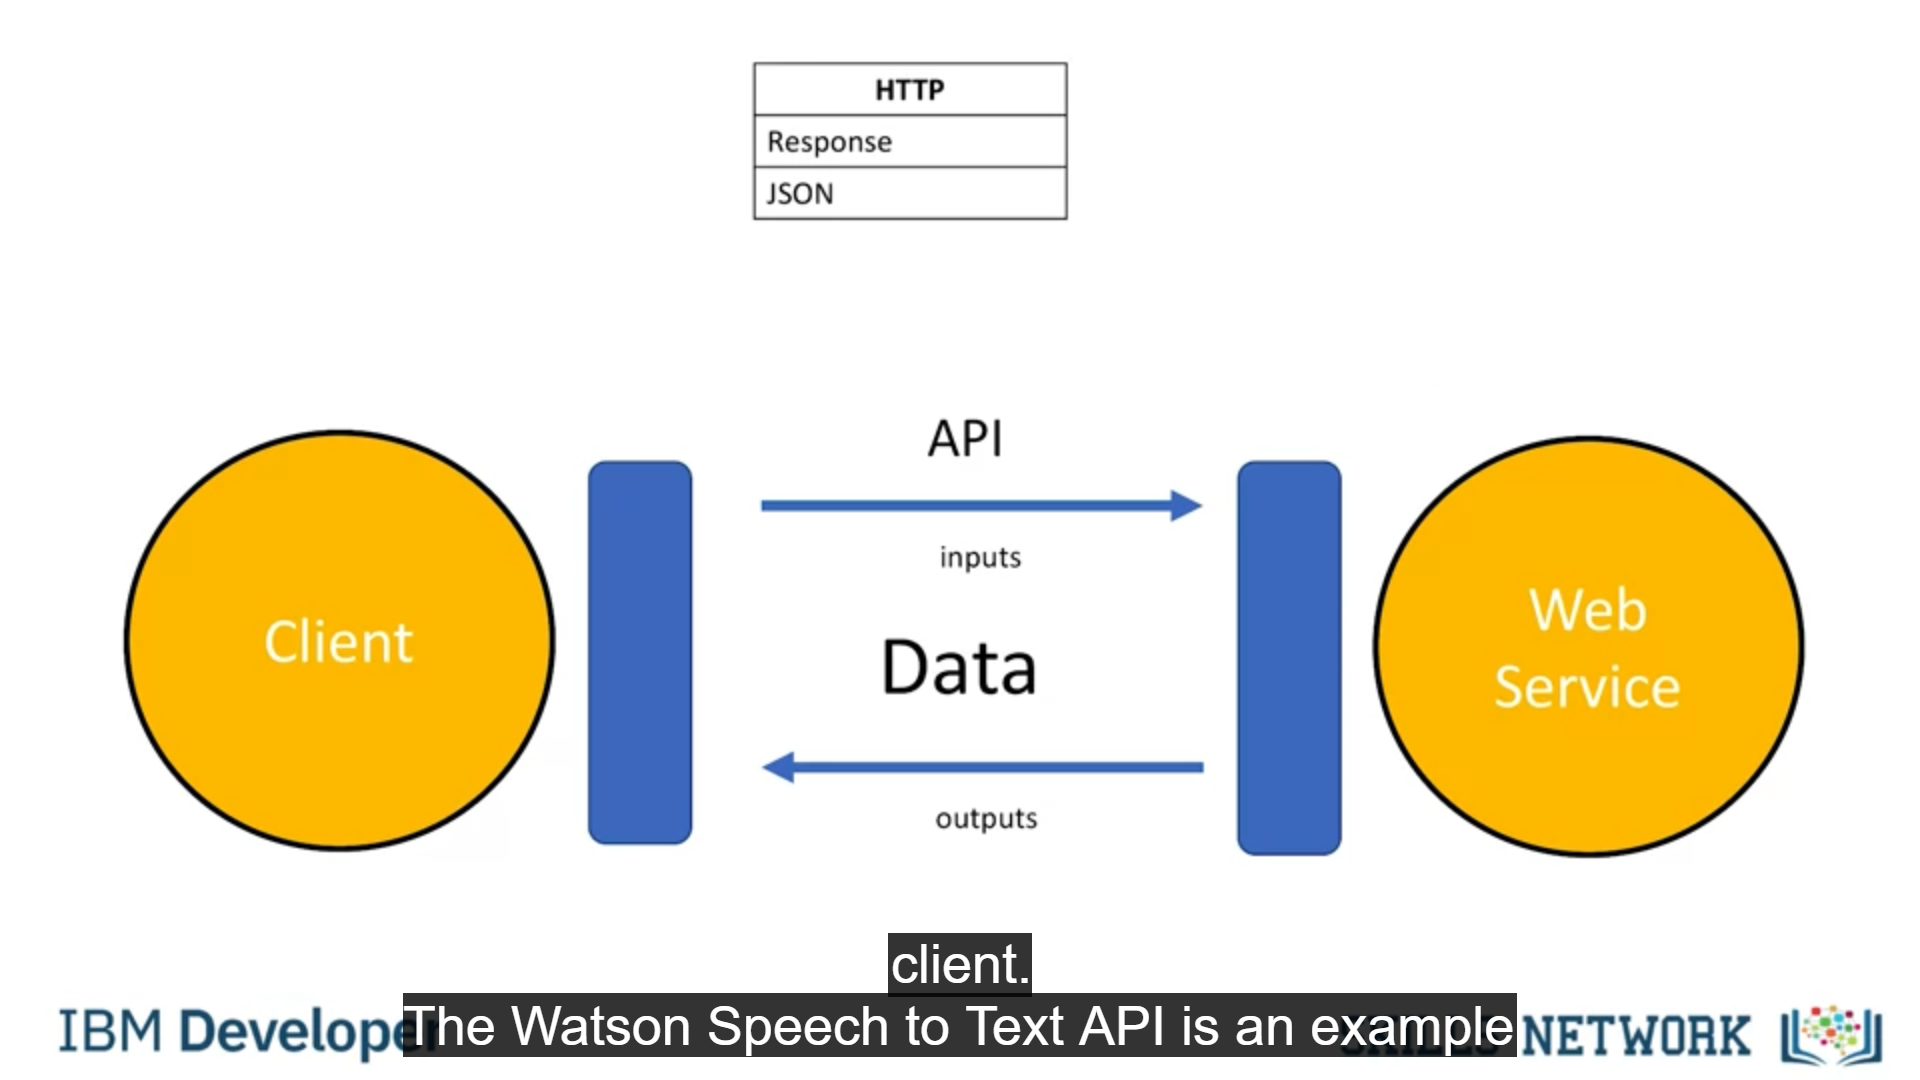 HTTP
Response
JSON
API
inputs
Client
Data
Web
Service
outputs
client.
The Watson Speech to Text API is an example
IBM Developer
NETWORK